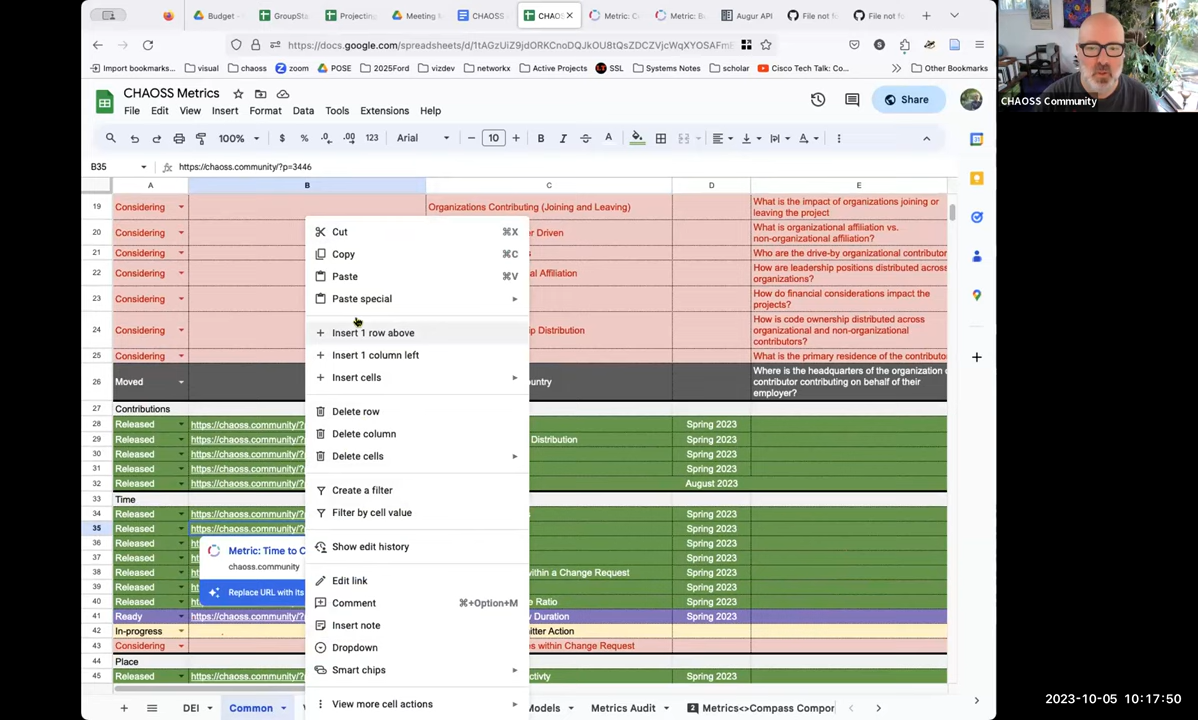 Budget -
GroupSta
Projecting
Meeting
CHAOSS
CHAOS
Metric: C
Metric: B
Augur API
File not fo
File not fo
https://docs.google.com/spreadsheets/d/1tAGzUiZ9jdORKCnoDQJkOU8tQsZDCZVjcWqXYOSAFm
Import bookmarks...
visual
chaoss
zoom
POSE
2025Ford
vizdev
networkx
Active Projects
SSL
Systems Notes
scholar
Cisco Tech Talk: Co...
Other Bookmarks
CHAOSS Community
CHAOSS Metrics
Share
File Edit View Insert Format Data Tools Extensions Help
100% $ % .0 .00 123 Arial 10 B I S A
B35 fx https://chaoss.community/?p=3446
A B C D E
19 Considering Organizations Contributing (Joining and Leaving) What is the impact of organizations joining or
leaving the project
20 Considering er Driven What is organizational affiliation vs.
non-organizational affiliation?
21 Considering s Who are the drive-by organizational contributor
22 Considering al Affiliation How are leadership positions distributed across
organizations?
23 Considering How do financial considerations impact the
projects?
24 Considering ip Distribution How is code ownership distributed across
organizational and non-organizational
contributors?
25 Considering What is the primary residence of the contributo
26 Moved ountry Where is the headquarters of the organization o
contributor contributing on behalf of their
employer?
27 Contributions
28 Released https://chaoss.community/? Spring 2023
29 Released https://chaoss.community/? Distribution Spring 2023
30 Released https://chaoss.community/? Spring 2023
31 Released https://chaoss.community/? Spring 2023
32 Released https://chaoss.community/? August 2023
33 Time
34 Released https://chaoss.community/? Spring 2023
35 Released https://chaoss.community/? Spring 2023
36 Released Spring 2023
37 Released Spring 2023
38 Released within a Change Request Spring 2023
39 Released Spring 2023
40 Released e Ratio Spring 2023
41 Ready https://chaoss.community/? y Duration Spring 2023
42 In-progress . itter Action
43 Considering es within Change Request
44 Place
45 Released https://chaoss.community/? ctivty Spring 2023
Metric: Time to C
chaoss.community
Replace URL with its
Cut ⌘X
Copy ⌘C
Paste ⌘V
Paste special
Insert 1 row above
Insert 1 column left
Insert cells
Delete row
Delete column
Delete cells
Create a filter
Filter by cell value
Show edit history
Edit link
Comment ⌘+Option+M
Insert note
Dropdown
Smart chips
View more cell actions
DEI
Common
Models
Metrics Audit
2 Metrics<>Compass Compor
2023-10-05 10:17:50